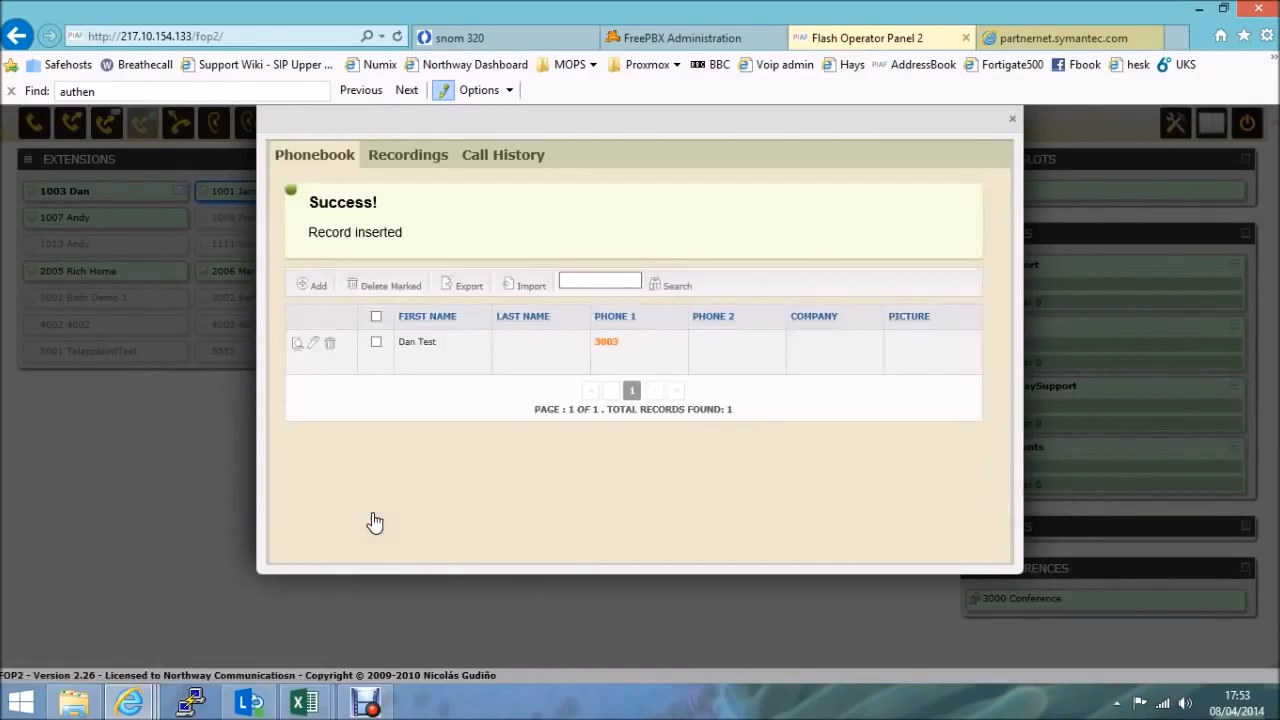 PIAF http://217.10.154.133/fop2/
snom 320
FreePBX Administration
PIAF Flash Operator Panel 2
partnernet.symantec.com
Safehosts
Breathecall
Support Wiki - SIP Upper ...
Numix
Northway Dashboard
MOPS
Proxmox
BBC
Voip admin
Hays
PIAF AddressBook
Fortigate500
Fbook
hesk
UKS
Find: authen
Previous
Next
Options
EXTENSIONS
1003 Dan
1007 Andy
1013 Andy
2005 Rich Home
3001 Beth Demo 1
4002 4002
5001 TelappliantTest
5555
Phonebook
Recordings
Call History
Success!
Record inserted
Add
Delete Marked
Export
Import
Search
FIRST NAME
LAST NAME
PHONE 1
PHONE 2
COMPANY
PICTURE
Dan Test
3003
1
PAGE : 1 OF 1 . TOTAL RECORDS FOUND: 1
3000 Conference
FOP2 - Version 2.26 - Licensed to Northway Communicatiosn - Copyright © 2009-2010 Nicolás Gudiño
17:53
08/04/2014